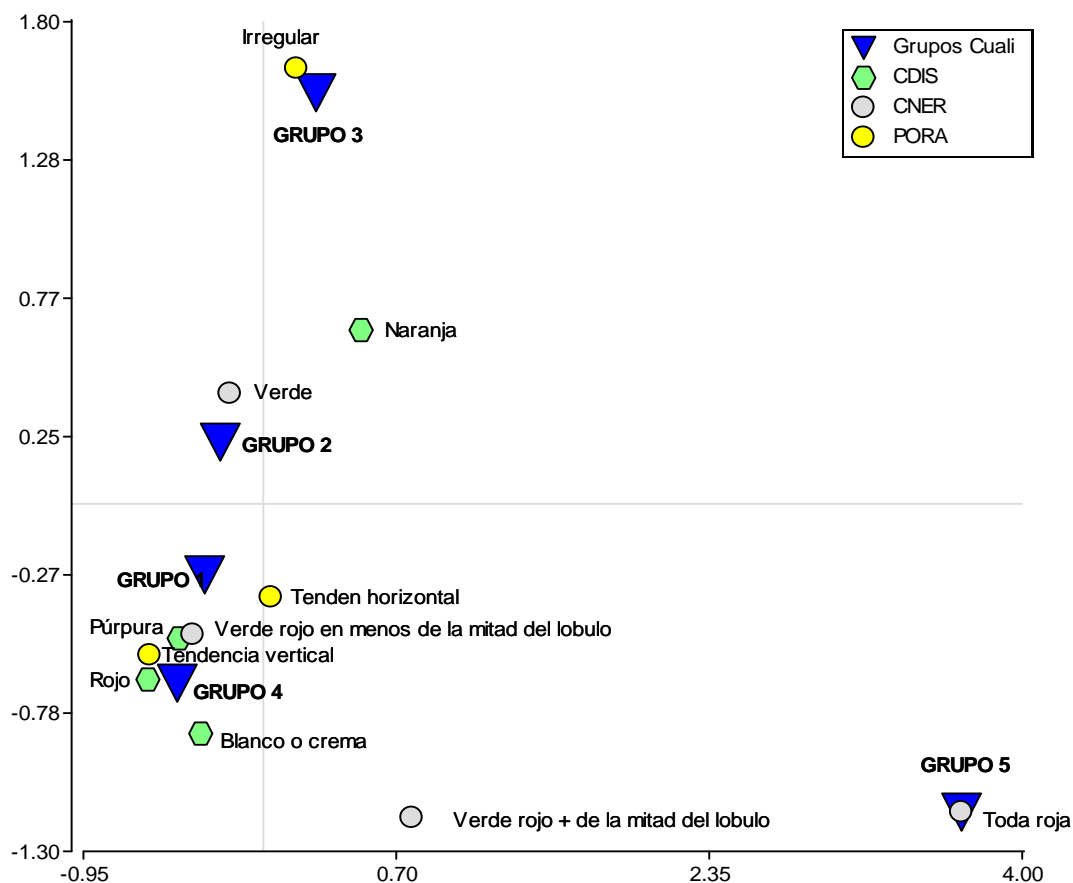 1.80
Irregular
Grupos Cuali
CDIS
CNER
PORA
GRUPO 3
1.28
0.77
Naranja
Verde
0.25
GRUPO 2
-0.27
GRUPO 1
Tenden horizontal
Púrpura
Verde rojo en menos de la mitad del lobulo
Tendencia vertical
Rojo
GRUPO 4
-0.78
Blanco o crema
GRUPO 5
Verde rojo + de la mitad del lobulo
Toda roja
-1.30
-0.95
0.70
2.35
4.00